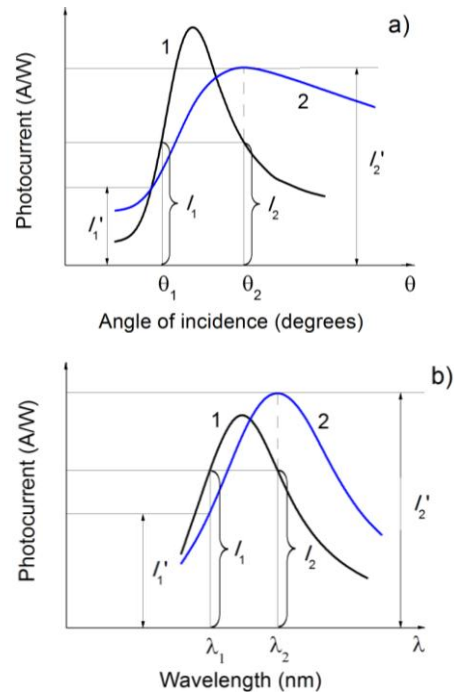 a)
Photocurrent (A/W)
1
2
I₁'
I₁
I₂
I₂'
θ₁
θ₂
θ
Angle of incidence (degrees)
b)
Photocurrent (A/W)
1
2
I₁'
I₁
I₂
I₂'
λ₁
λ₂
λ
Wavelength (nm)